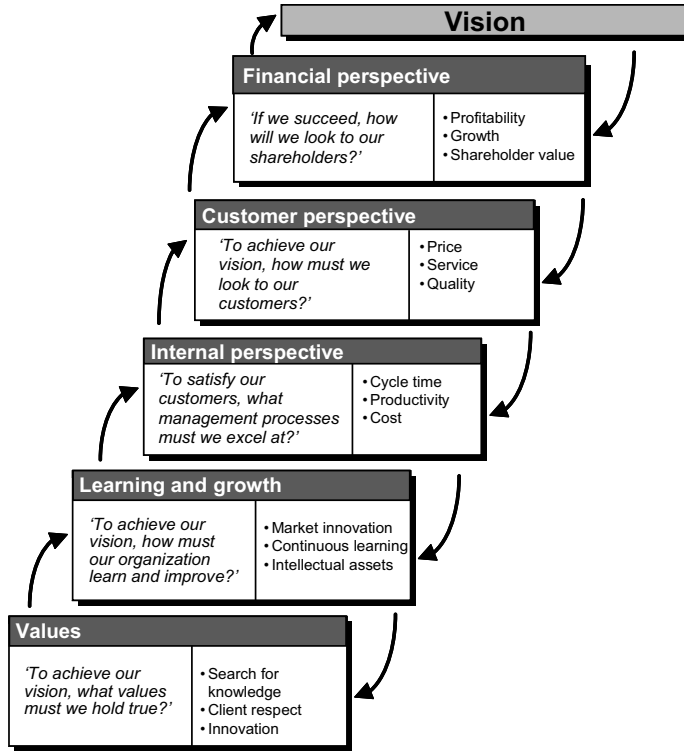 Vision
Financial perspective
‘If we succeed, how
will we look to our
shareholders?’
• Profitability
• Growth
• Shareholder value
Customer perspective
‘To achieve our
vision, how must we
look to our
customers?’
• Price
• Service
• Quality
Internal perspective
‘To satisfy our
customers, what
management processes
must we excel at?’
• Cycle time
• Productivity
• Cost
Learning and growth
‘To achieve our
vision, how must
our organization
learn and improve?’
• Market innovation
• Continuous learning
• Intellectual assets
Values
‘To achieve our
vision, what values
must we hold true?’
• Search for
knowledge
• Client respect
• Innovation